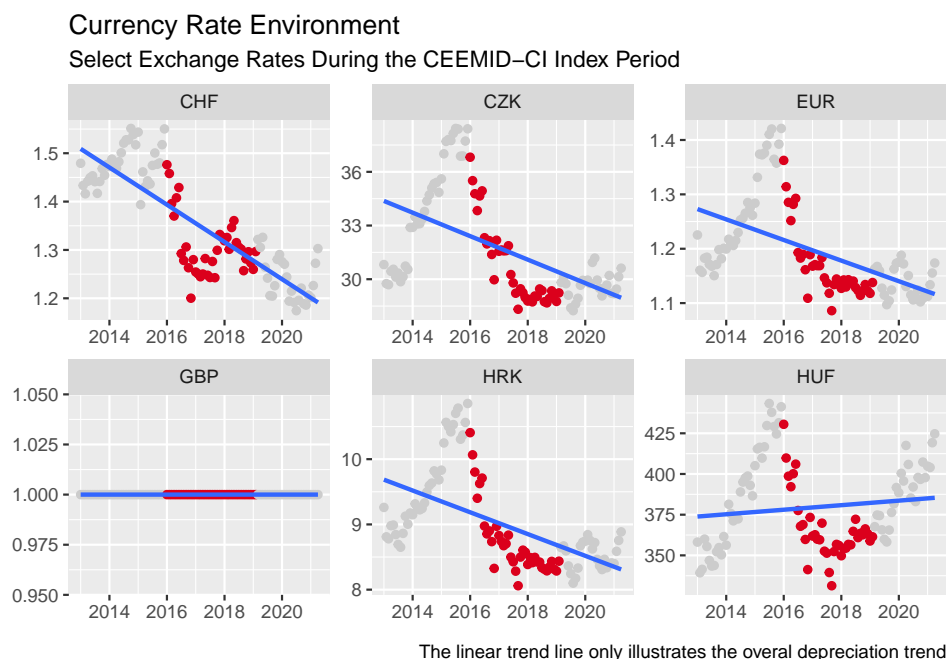 Currency Rate Environment
Select Exchange Rates During the CEEMID−CI Index Period
CHF
CZK
EUR
1.5
1.4
1.3
1.2
36
33
30
1.4
1.3
1.2
1.1
2014 2016 2018 2020
2014 2016 2018 2020
2014 2016 2018 2020
GBP
HRK
HUF
1.050
1.025
1.000
0.975
0.950
10
9
8
425
400
375
350
2014 2016 2018 2020
2014 2016 2018 2020
2014 2016 2018 2020
The linear trend line only illustrates the overal depreciation trend